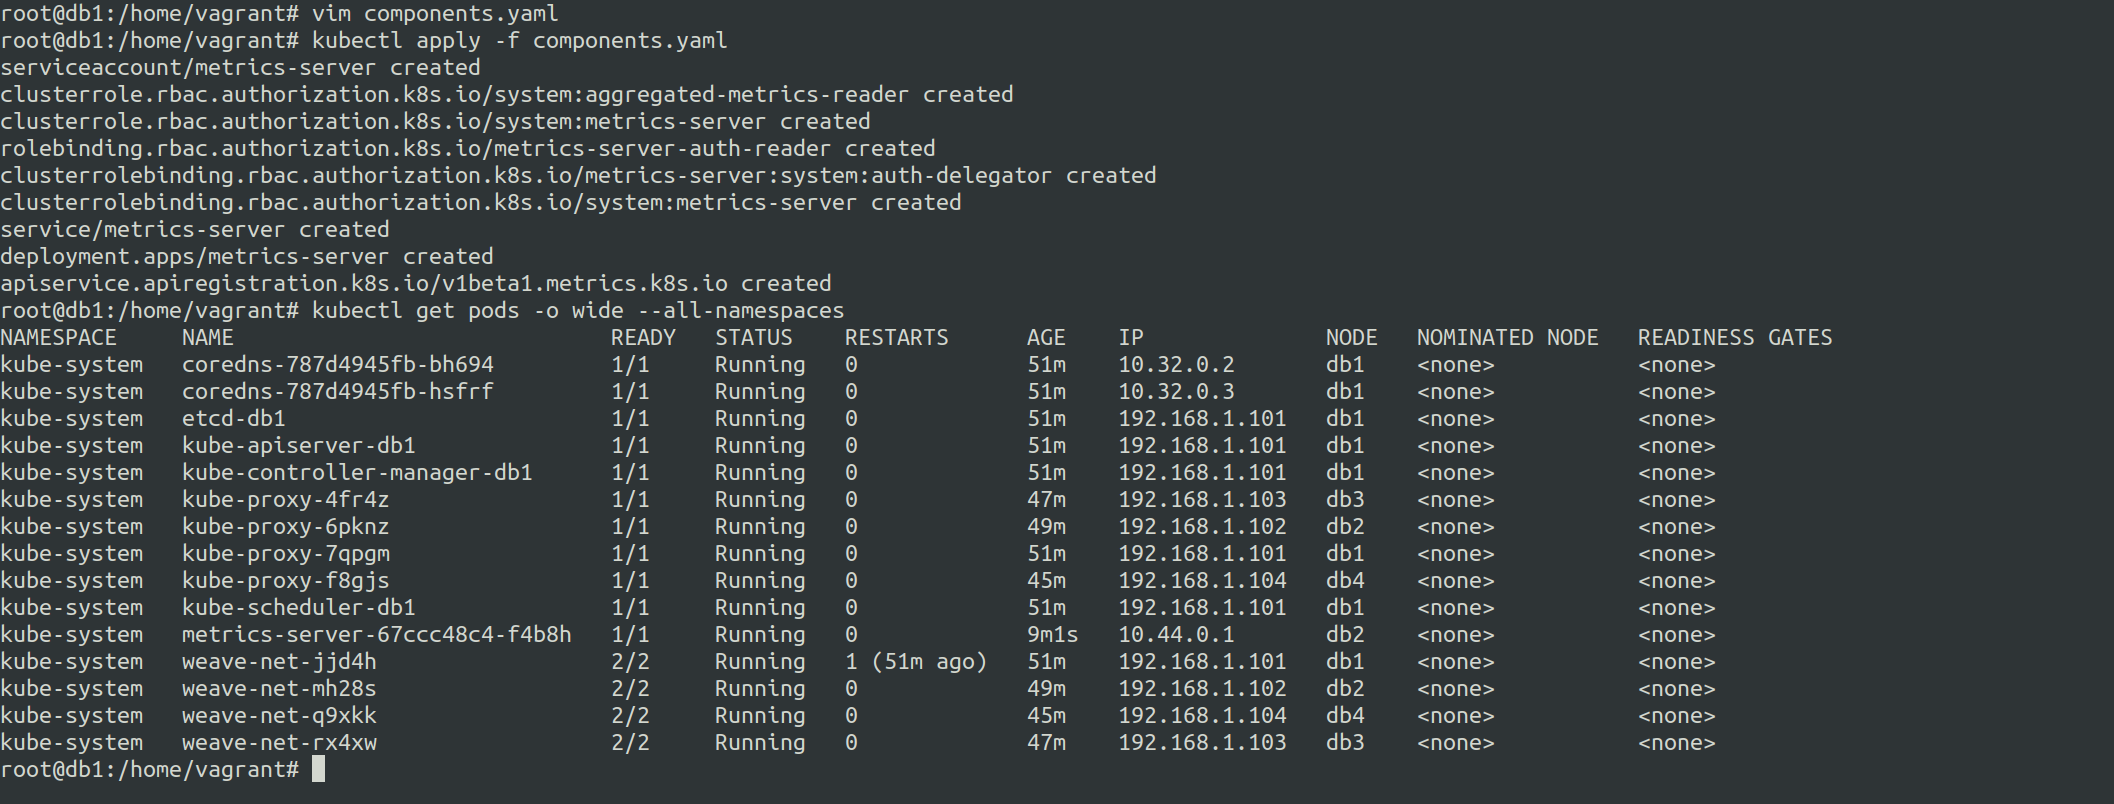 root@db1:/home/vagrant# vim components.yaml
root@db1:/home/vagrant# kubectl apply -f components.yaml
serviceaccount/metrics-server created
clusterrole.rbac.authorization.k8s.io/system:aggregated-metrics-reader created
clusterrole.rbac.authorization.k8s.io/system:metrics-server created
rolebinding.rbac.authorization.k8s.io/metrics-server-auth-reader created
clusterrolebinding.rbac.authorization.k8s.io/metrics-server:system:auth-delegator created
clusterrolebinding.rbac.authorization.k8s.io/system:metrics-server created
service/metrics-server created
deployment.apps/metrics-server created
apiservice.apiregistration.k8s.io/v1beta1.metrics.k8s.io created
root@db1:/home/vagrant# kubectl get pods -o wide --all-namespaces
NAMESPACE     NAME                             READY   STATUS    RESTARTS      AGE    IP              NODE   NOMINATED NODE   READINESS GATES
kube-system   coredns-787d4945fb-bh694         1/1     Running   0             51m    10.32.0.2       db1    <none>           <none>
kube-system   coredns-787d4945fb-hsfrf         1/1     Running   0             51m    10.32.0.3       db1    <none>           <none>
kube-system   etcd-db1                         1/1     Running   0             51m    192.168.1.101   db1    <none>           <none>
kube-system   kube-apiserver-db1               1/1     Running   0             51m    192.168.1.101   db1    <none>           <none>
kube-system   kube-controller-manager-db1      1/1     Running   0             51m    192.168.1.101   db1    <none>           <none>
kube-system   kube-proxy-4fr4z                 1/1     Running   0             47m    192.168.1.103   db3    <none>           <none>
kube-system   kube-proxy-6pknz                 1/1     Running   0             49m    192.168.1.102   db2    <none>           <none>
kube-system   kube-proxy-7qpgm                 1/1     Running   0             51m    192.168.1.101   db1    <none>           <none>
kube-system   kube-proxy-f8gjs                 1/1     Running   0             45m    192.168.1.104   db4    <none>           <none>
kube-system   kube-scheduler-db1               1/1     Running   0             51m    192.168.1.101   db1    <none>           <none>
kube-system   metrics-server-67ccc48c4-f4b8h   1/1     Running   0             9m1s   10.44.0.1       db2    <none>           <none>
kube-system   weave-net-jjd4h                  2/2     Running   1 (51m ago)   51m    192.168.1.101   db1    <none>           <none>
kube-system   weave-net-mh28s                  2/2     Running   0             49m    192.168.1.102   db2    <none>           <none>
kube-system   weave-net-q9xkk                  2/2     Running   0             45m    192.168.1.104   db4    <none>           <none>
kube-system   weave-net-rx4xw                  2/2     Running   0             47m    192.168.1.103   db3    <none>           <none>
root@db1:/home/vagrant#